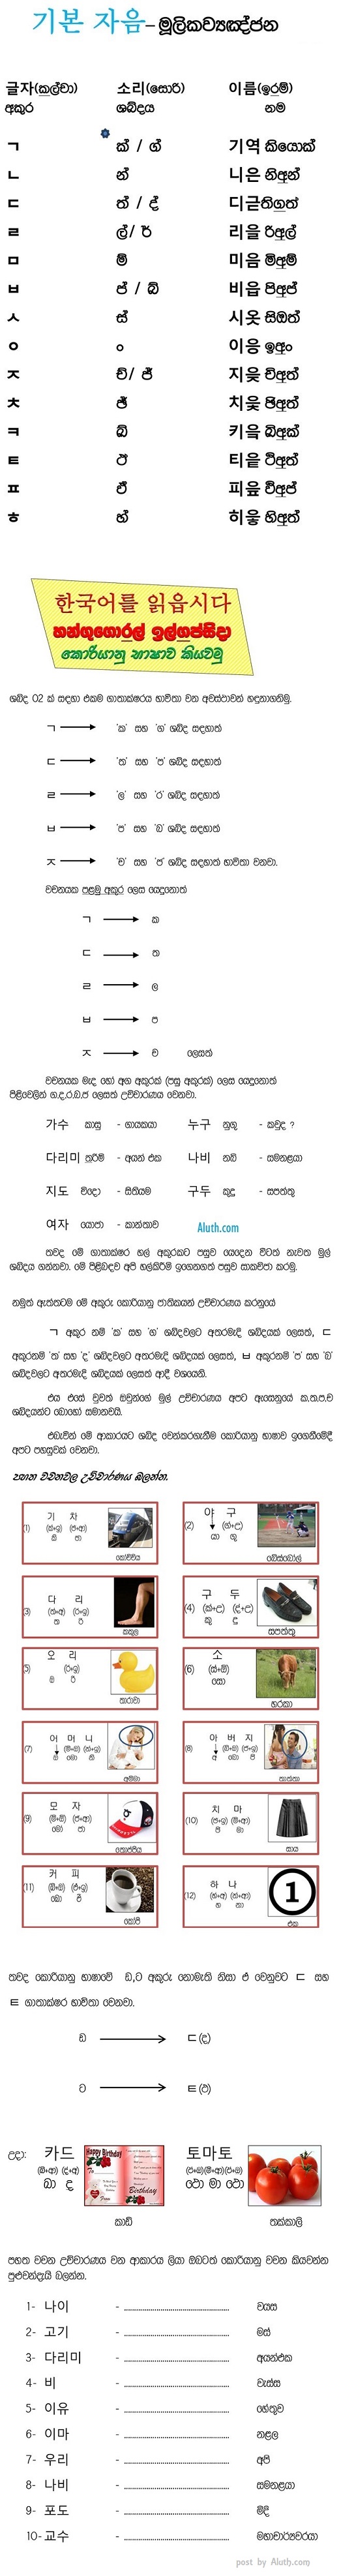 기본 자음 – මූලිකව්‍යඤ්ජන
글자(කල්චා) 소리(සොරි) 이름(ඉරම්)
අකුර ශබ්දය නම
ㄱ ක් / ග් 기역 කියොක්
ㄴ න් 니은 නිඅන්
ㄷ ත් / ද් 디귿 තිගත්
ㄹ ල්/ ර් 리을 රිඅල්
ㅁ ම් 미음 මිඅම්
ㅂ ප් / බ් 비읍 පිඅප්
ㅅ ස් 시옷 සිඔත්
ㅇ ං 이응 ඉඅං
ㅈ ච්/ ජ් 지읒 චිඅත්
ㅊ ඡ් 치읓 ඡිඅත්
ㅋ ඛ් 키읔 ඛිඅක්
ㅌ ථ් 티읕 ථිඅත්
ㅍ ඵ් 피읖 ඵිඅප්
ㅎ හ් 히읗 හිඅත්
한국어를 읽읍시다
හන්ගුගොරල් ඉල්ගප්සිදා
කොරියානු භාෂාව කියවමු
ශබ්ද 02 ක් සඳහා එකම ගාතාක්ෂරය භාවිතා වන අවස්ථාවන් හඳුනාගනිමු.
ㄱ 'ක' සහ 'ග' ශබ්ද සඳහාත්
ㄷ 'ත' සහ 'ද' ශබ්ද සඳහාත්
ㄹ 'ල' සහ 'ර' ශබ්ද සඳහාත්
ㅂ 'ප' සහ 'බ' ශබ්ද සඳහාත්
ㅈ 'ච' සහ 'ජ' ශබ්ද සඳහාත් භාවිතා වනවා.
වචනයක පළමු අකුර ලෙස යෙදුනොත්
ㄱ ක
ㄷ ත
ㄹ ල
ㅂ ප
ㅈ ච ලෙසත්
වචනයක මැද හෝ අග අකුරක් (පසු අකුරක්) ලෙස යෙදුනොත්
පිළිවෙලින් ග,ද,ර,බ,ජ ලෙසත් උච්චාරණය වෙනවා.
가수 කාසු - ගායකයා 누구 නුගු - කවුද ?
다리미 තරිමි - අයන් එක 나비 නබි - සමනළයා
지도 චිදො - සිතියම 구두 කුදු - සපත්තු
여자 යොජා - කාන්තාව Aluth.com
තවද මේ ගාතාක්ෂර හල් අකුරකට පසුව යෙදෙන විටත් නැවත මුල්
ශබ්දය ගන්නවා. මේ පිළිබඳව අපි හල්කිරීම් ඉගෙනගත් පසුව සාකච්ඡා කරමු.
නමුත් ඇත්තටම මේ අකුරු කොරියානු ජාතිකයන් උච්චාරණය කරනුයේ
ㄱ අකුර නම් 'ක' සහ 'ග' ශබ්දවලට අතරමැදි ශබ්දයක් ලෙසත්, ㄷ
අකුරනම් 'ත' සහ 'ද' ශබ්දවලට අතරමැදි ශබ්දයක් ලෙසත්, ㅂ අකුරනම් 'ප' සහ 'බ'
ශබ්දවලට අතරමැදි ශබ්දයක් ලෙසත් ආදී වශයෙනි.
එය එසේ වුවත් ඔවුන්ගේ මුල් උච්චාරණය අපට ඇසෙනුයේ ක,ත,ප,ච
ශබ්දයන්ට බොහෝ සමානවයි.
එබැවින් මේ ආකාරයට ශබ්ද වෙන්කරගැනීම කොරියානු භාෂාව ඉගෙනීමේදී
අපට පහසුවක් වෙනවා.
පහත වචනවල උච්චාරණය බලන්න.
기 차
(1) (ක්+ඉ) (ඡ්+ආ)
කි ඡා
කෝච්චිය
야 구
(2) (ග්+උ)
යා ගු
බේස්බෝල්
다 리
(3) (ත්+අ) (ර්+ඉ)
ත රි
කකුල
구 두
(4) (ක්+උ) (ද්+උ)
කු දු
සපත්තු
오 리
(5) (ර්+ඉ)
ඔ රි
තාරාවා
소
(6) (ස්+ඔ)
සො
හරකා
어 머 니
(7) (ම්+ඔ) (න්+ඉ)
ඔ මො නි
අම්මා
아 버 지
(8) (බ්+ඔ) (ජ්+ඉ)
අ බො ජි
තාත්තා
모 자
(9) (ම්+ඔ) (ජ්+ආ)
මො ජා
තොප්පිය
치 마
(10) (ඡ්+ඉ) (ම්+ආ)
ඡි මා
සාය
커 피
(11) (ඛ්+ඔ) (ඵ්+ඉ)
ඛො ඵි
කෝපි
하 나
(12) (හ්+අ) (න්+ආ)
හ නා
1
එක
තවද කොරියානු භාෂාවේ ඩ,ට අකුරු නොමැති නිසා ඒ වෙනුවට ㄷ සහ
ㅌ ගාතාක්ෂර භාවිතා වෙනවා.
ඩ ㄷ(ද)
ට ㅌ(ථ)
උදා: 카드 토마토
(ඛ්+ආ) (ද්+අ) (ථ්+ඔ)(ම්+ආ)(ථ්+ඔ)
ඛා ද ථො මා ථො
Happy Birthday
To
From
Birthday
කාඩ් තක්කාලි
පහත වචන උච්චාරණය වන ආකාරය ලියා ඔබටත් කොරියානු වචන කියවන්න
පුළුවන්දැයි බලන්න.
1- 나이 - .......................................... වයස
2- 고기 - .......................................... මස්
3- 다리미 - .......................................... අයන්එක
4- 비 - .......................................... වැස්ස
5- 이유 - .......................................... හේතුව
6- 이마 - .......................................... නළල
7- 우리 - .......................................... අපි
8- 나비 - .......................................... සමනළයා
9- 포도 - .......................................... මිදි
10- 교수 - .......................................... මහාචාර්යවරයා
post by Aluth.com